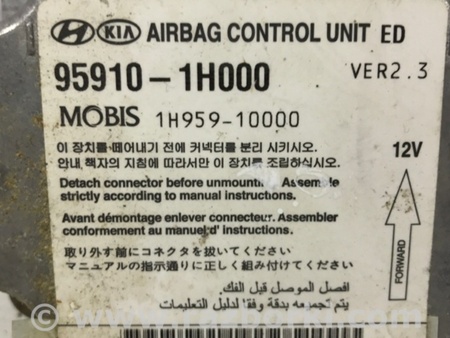 HYUNDAI KIA AIRBAG CONTROL UNIT ED
95910-1H000 VER2.3
MOBIS 1H959-10000
이 장치를 떼어내기 전에 커넥터를 분리 시키시오.
안내 책자의 지침에 따라서만 이 장치를 조립하십시오. 12V
Detach connector before unmounting. Assemble
strictly according to manual instructions.
Avant démontage enlever connecteur. Assembler
conformement au manuel d' instructions.
取り外す前にコネクタを抜いてください
マニュアルの指示通りに正しく組み付けてください
FORWARD
افصل الموصل قبل الفك.
يتم تجميعه بدقة وفقا لدليل التعليمات